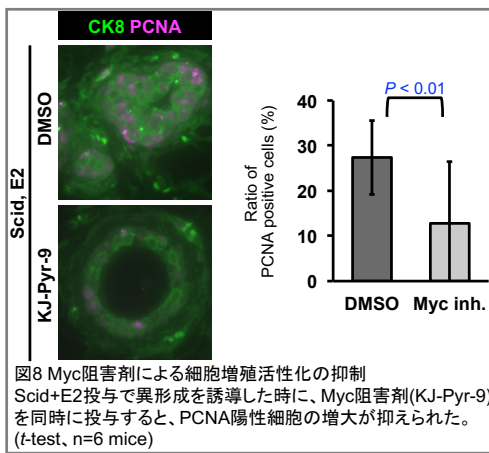 CK8 PCNA
Scid, E2
DMSO
KJ-Pyr-9
P < 0.01
Ratio of
PCNA positive cells (%)
40
30
20
10
0
DMSO
Myc inh.
図8 Myc阻害剤による細胞増殖活性化の抑制
Scid+E2投与で異形成を誘導した時に、Myc阻害剤(KJ-Pyr-9)
を同時に投与すると、PCNA陽性細胞の増大が抑えられた。
(t-test、n=6 mice)